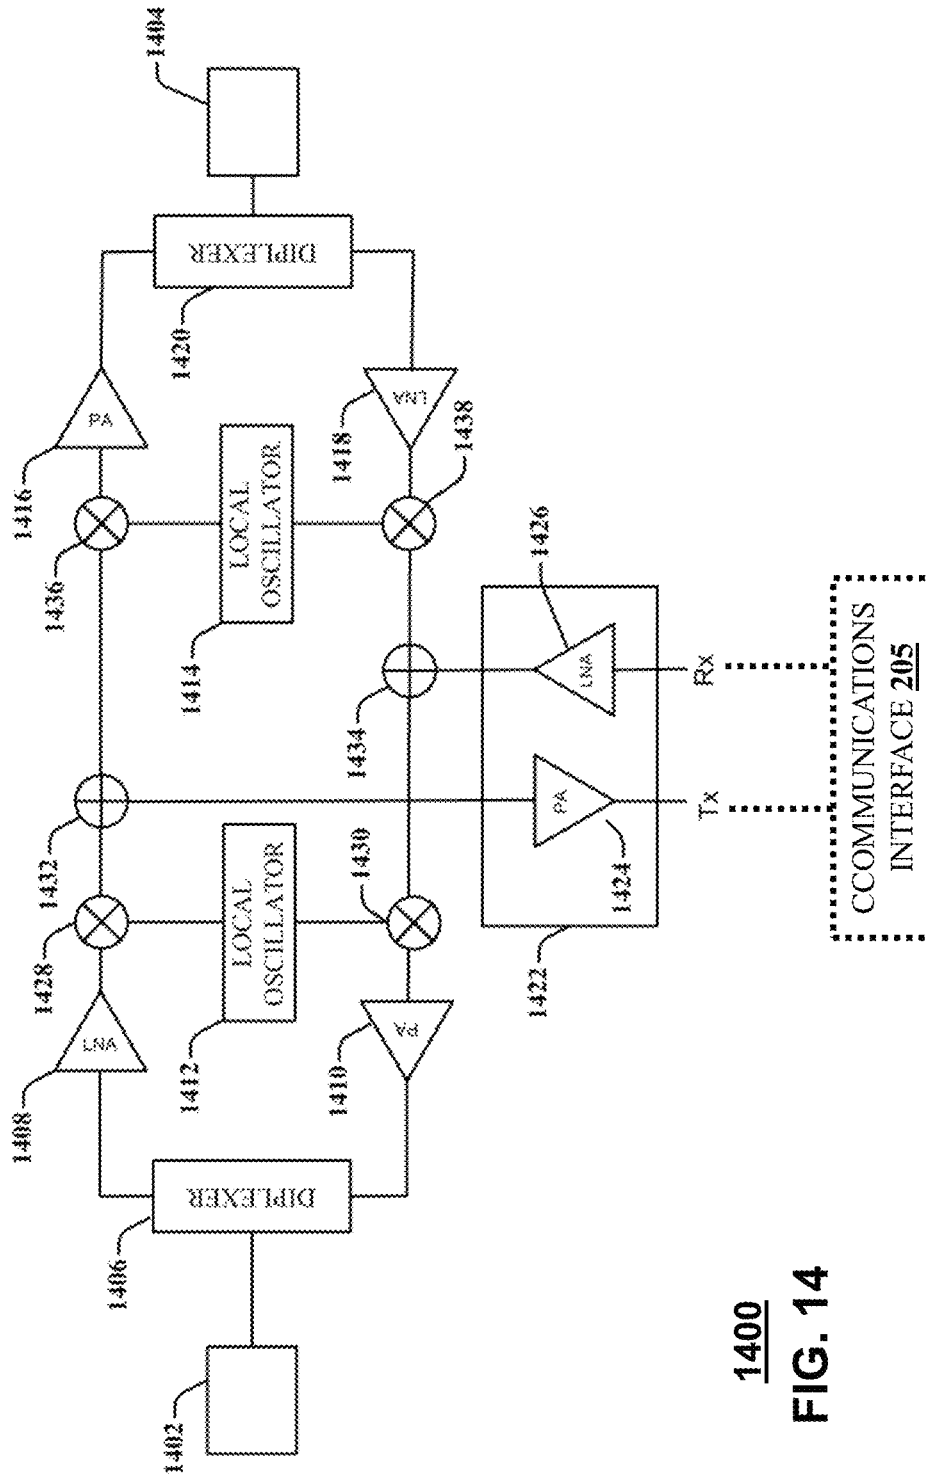 1408
1416
1428
1432
1436
LNA
PA
1406
1404
1402
1412
1414
1420
DIPLEXER
LOCAL
OSCILLATOR
LOCAL
OSCILLATOR
DIPLEXER
1410
1430
1434
1418
1438
PA
LNA
1422
1426
PA
LNA
1424
Tx
Rx
1400
FIG. 14
CCOMMUNICATIONS
INTERFACE 205